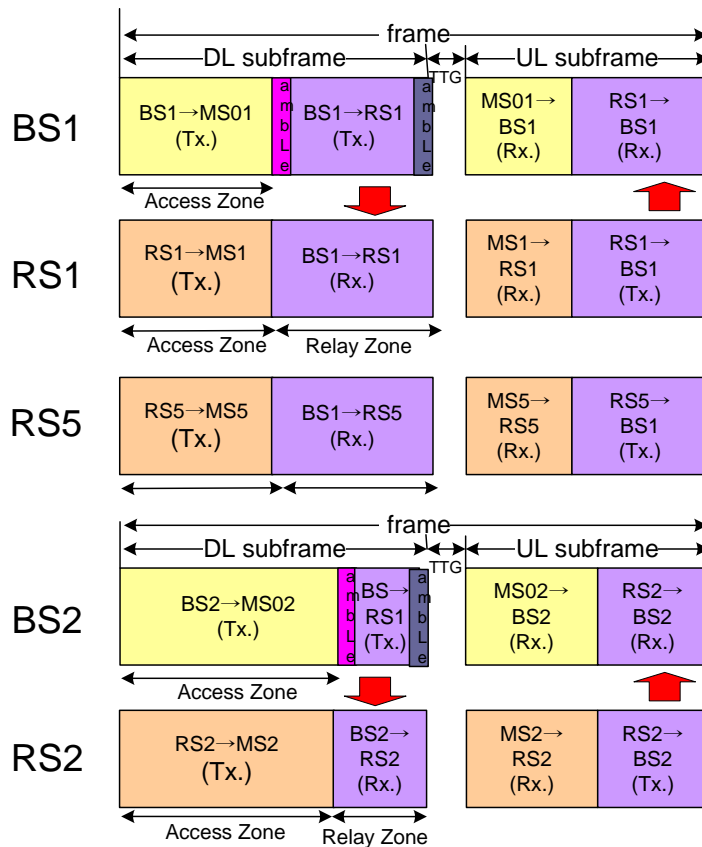 frame
DL subframe
TTG
UL subframe
BS1
BS1→MS01
(Tx.)
a
m
b
L
e
BS1→RS1
(Tx.)
a
m
b
L
e
MS01→
BS1
(Rx.)
RS1→
BS1
(Rx.)
Access Zone
RS1
RS1→MS1
(Tx.)
BS1→RS1
(Rx.)
MS1→
RS1
(Rx.)
RS1→
BS1
(Tx.)
Access Zone
Relay Zone
RS5
RS5→MS5
(Tx.)
BS1→RS5
(Rx.)
MS5→
RS5
(Rx.)
RS5→
BS1
(Tx.)
frame
DL subframe
TTG
UL subframe
BS2
BS2→MS02
(Tx.)
a
m
b
L
e
BS→
RS1
(Tx.)
a
m
b
L
e
MS02→
BS2
(Rx.)
RS2→
BS2
(Rx.)
Access Zone
RS2
RS2→MS2
(Tx.)
BS2→
RS2
(Rx.)
MS2→
RS2
(Rx.)
RS2→
BS2
(Tx.)
Access Zone
Relay Zone